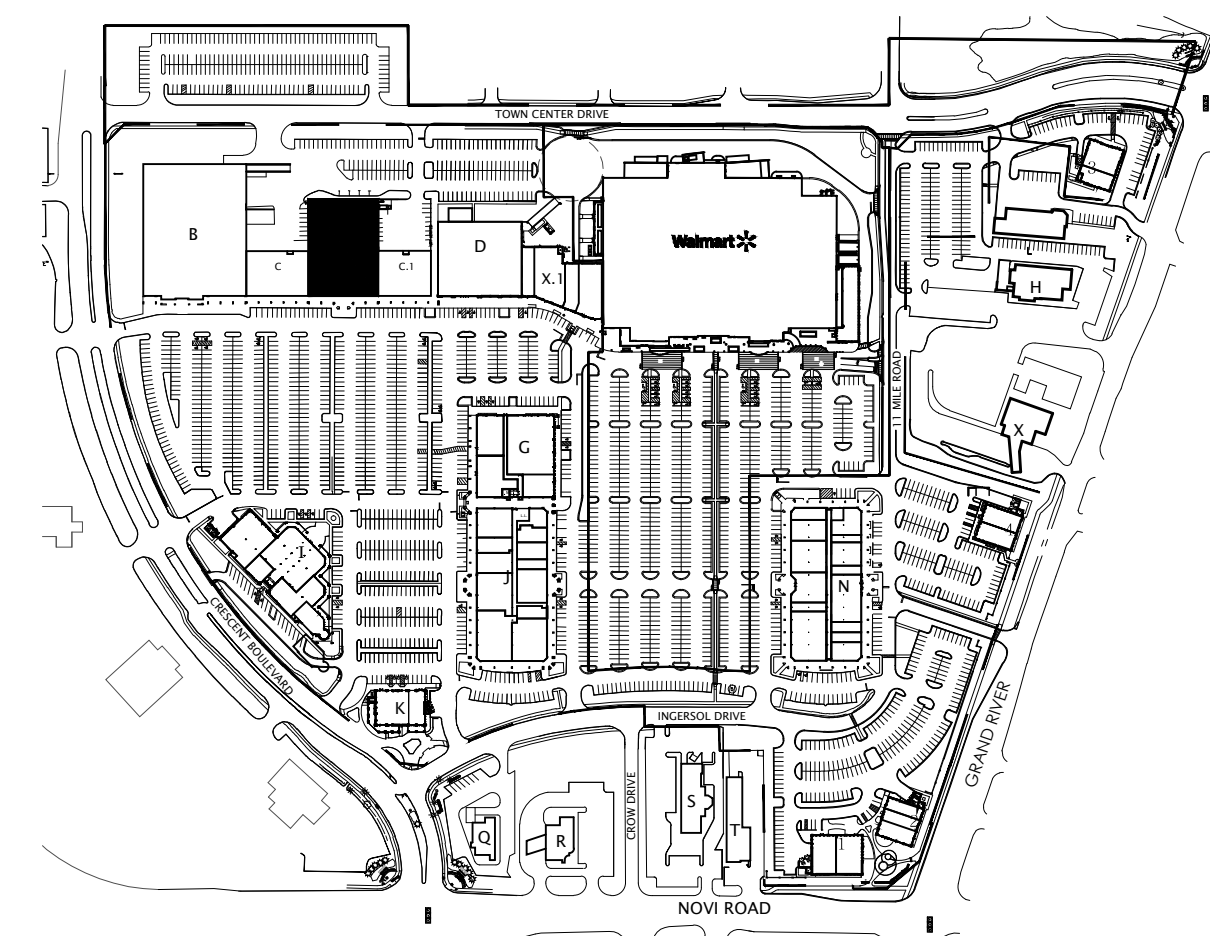 TOWN CENTER DRIVE
B
D
Walmart
C
C.1
X.1
H
11 MILE ROAD
X
G
I
J
N
CRESCENT BOULEVARD
K
INGERSOL DRIVE
GRAND RIVER
CROW DRIVE
S
T
Q
R
1
NOVI ROAD